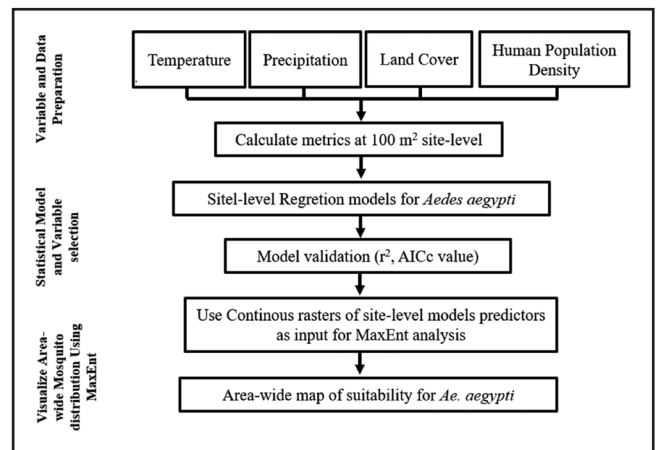 Variable and Data
Preparation
Temperature
Precipitation
Land Cover
Human Population
Density
Calculate metrics at 100 m² site-level
Statistical Model
and Variable
selection
Sitel-level Regretion models for Aedes aegypti
Model validation (r², AICc value)
Visualize Area-
wide Mosquito
distribution Using
MaxEnt
Use Continous rasters of site-level models predictors
as input for MaxEnt analysis
Area-wide map of suitability for Ae. aegypti